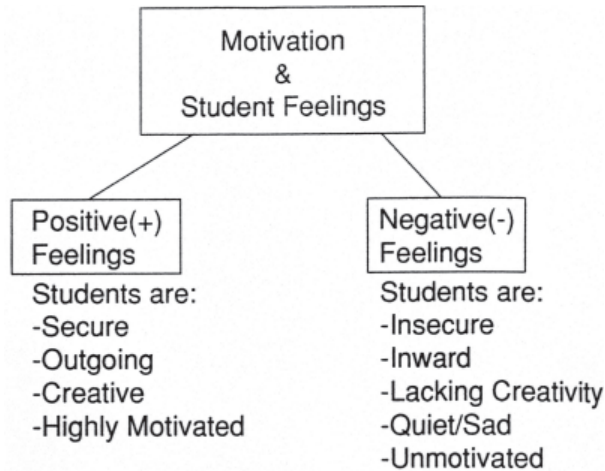 Motivation
&
Student Feelings
Positive(+)
Feelings
Students are:
-Secure
-Outgoing
-Creative
-Highly Motivated
Negative(-)
Feelings
Students are:
-Insecure
-Inward
-Lacking Creativity
-Quiet/Sad
-Unmotivated